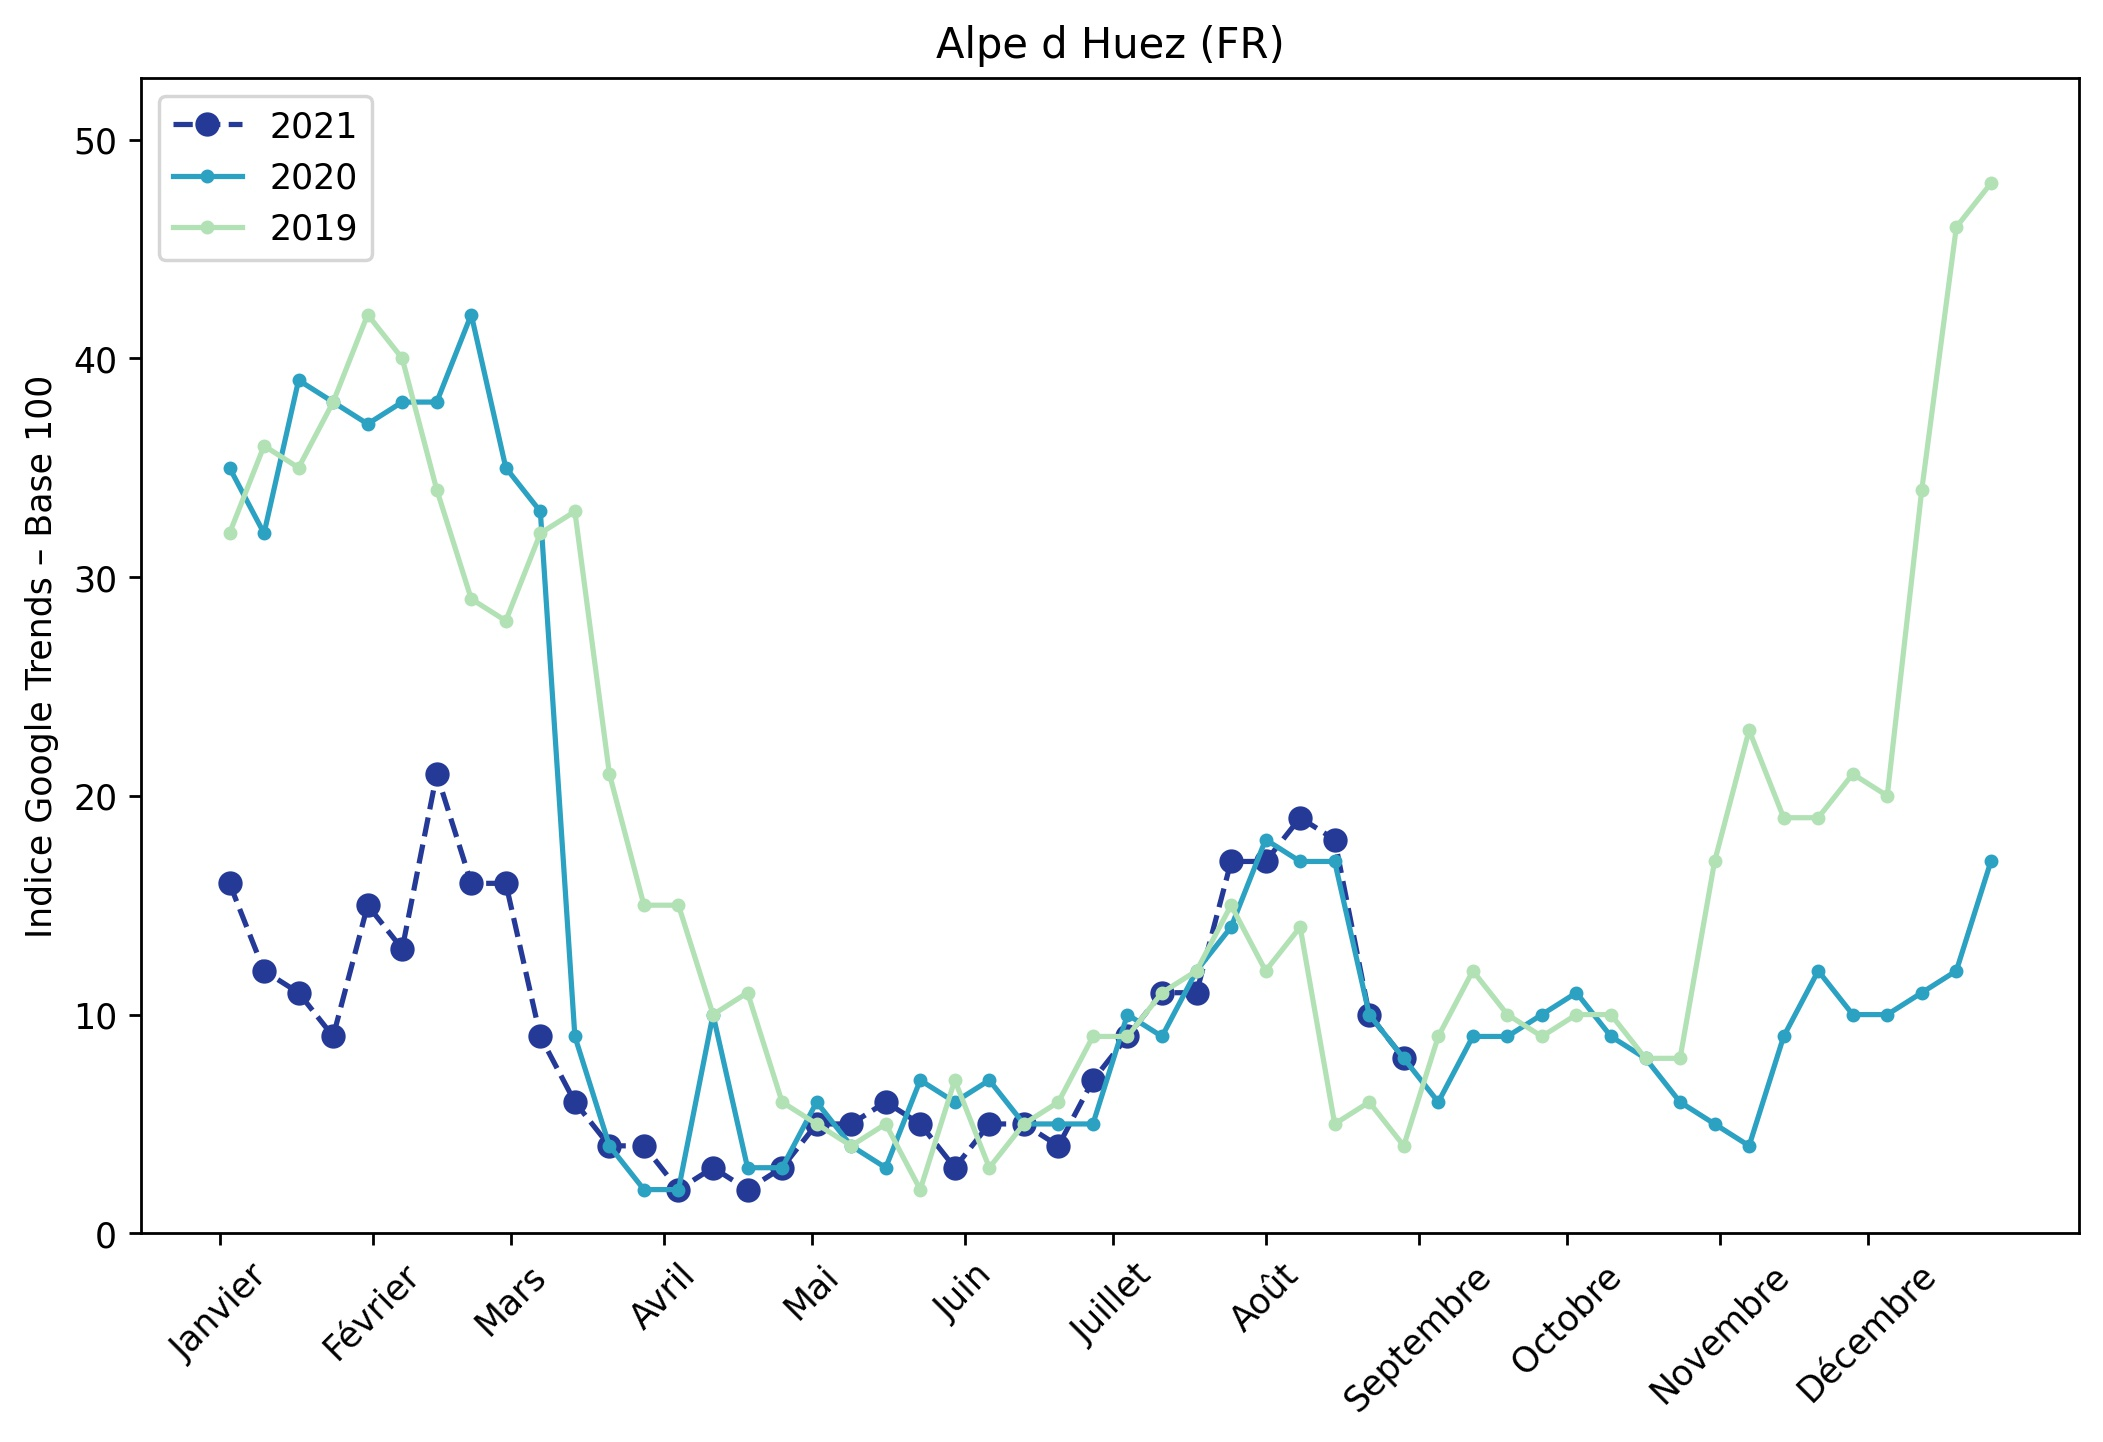 Alpe d Huez (FR)
2021
2020
2019
Indice Google Trends – Base 100
50
40
30
20
10
0
Janvier
Février
Mars
Avril
Mai
Juin
Juillet
Août
Septembre
Octobre
Novembre
Décembre